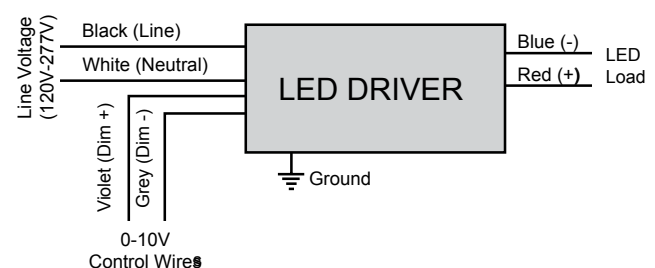 Line Voltage
(120V-277V)
Black (Line)
White (Neutral)
LED DRIVER
Blue (-)
Red (+)
LED
Load
Violet (Dim +)
Grey (Dim -)
Ground
0-10V
Control Wires